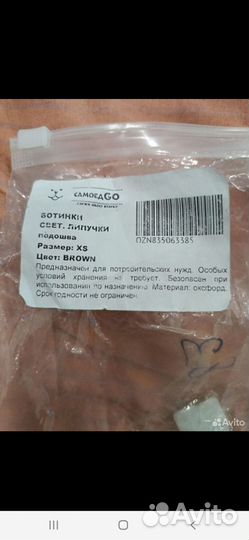 САМОЕДGO
БОТИНКИ
СВЕТ. ЛИПУЧКИ
подошва
Размер: XS
Цвет: BROWN
OZN835063385
Предназначен для потребительских нужд. Особых
условий хранения не требует. Безопасен при
использовании по назначению. Материал: оксфорд.
Срок годности не ограничен.
Avito
Avito